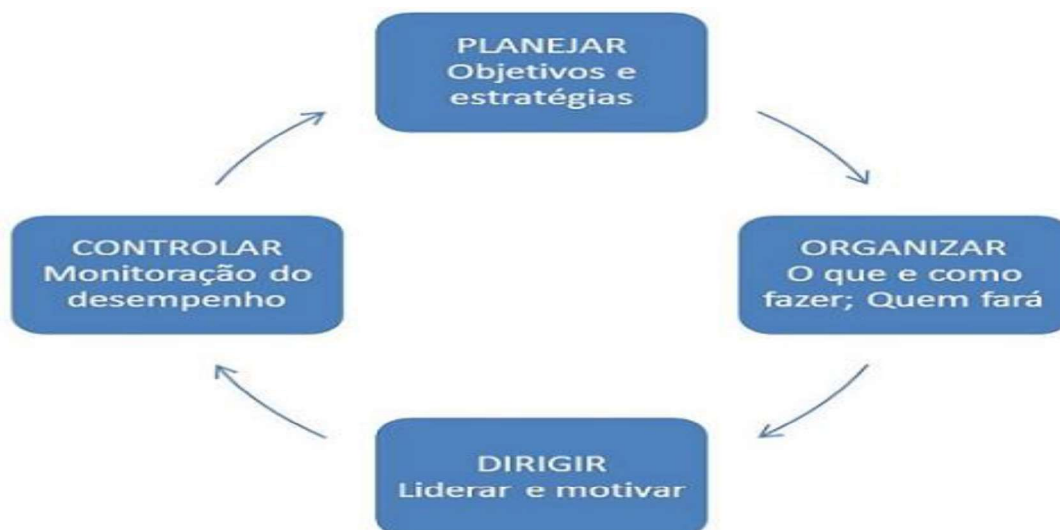 PLANEJAR
Objetivos e
estratégias
CONTROLAR
Monitoração do
desempenho
ORGANIZAR
O que e como
fazer; Quem fará
DIRIGIR
Liderar e motivar